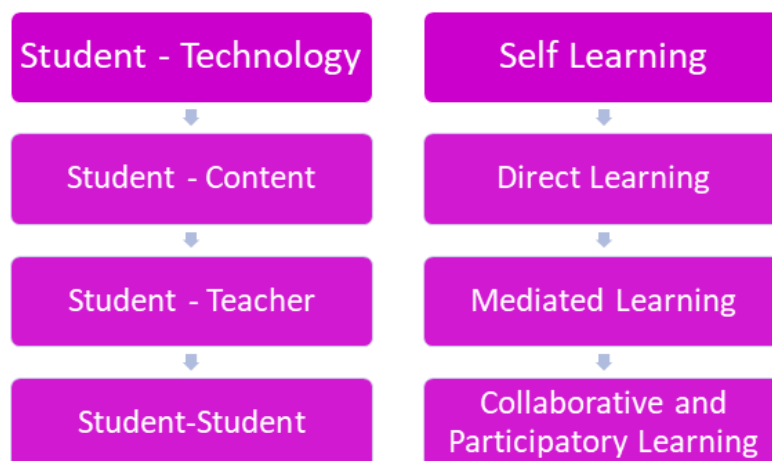 Student - Technology
Student - Content
Student - Teacher
Student-Student
Self Learning
Direct Learning
Mediated Learning
Collaborative and
Participatory Learning